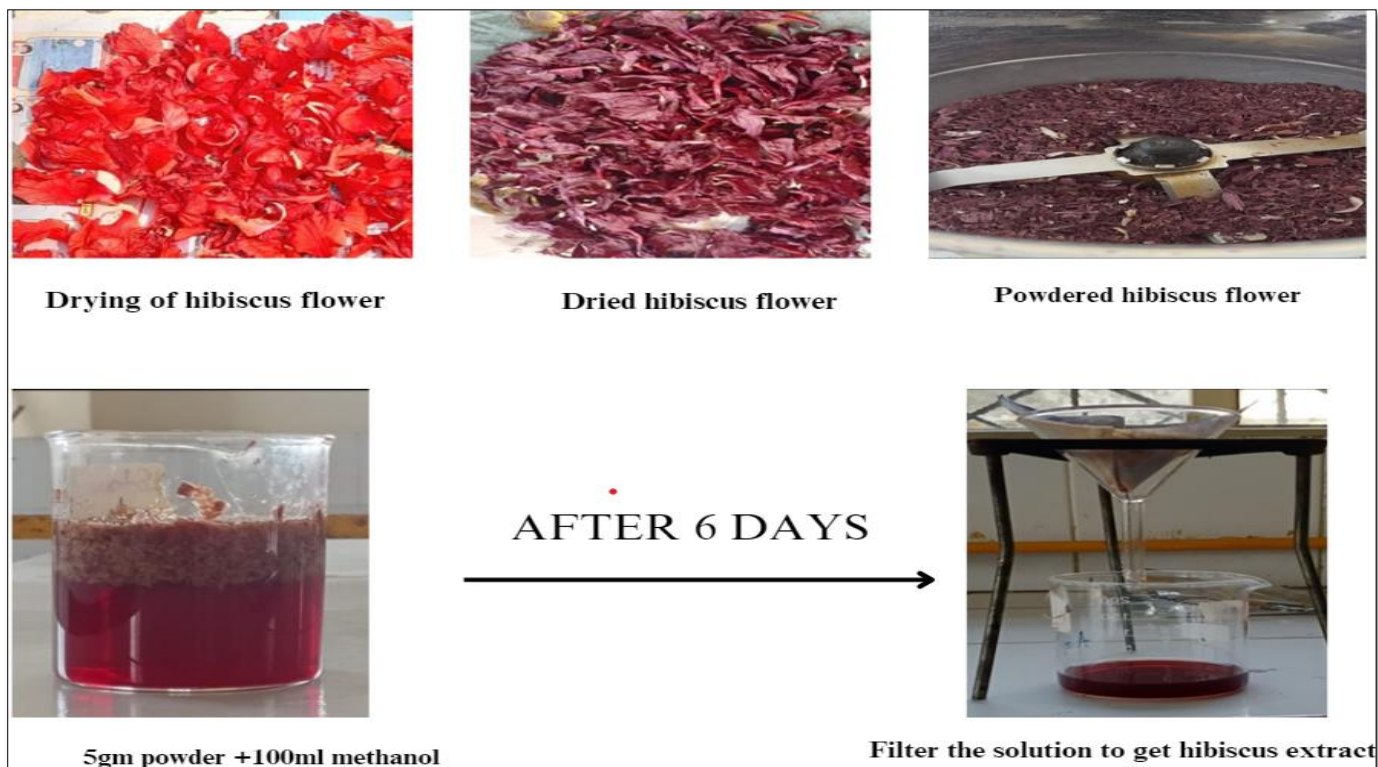 Drying of hibiscus flower
Dried hibiscus flower
Powdered hibiscus flower
AFTER 6 DAYS
5gm powder +100ml methanol
Filter the solution to get hibiscus extract